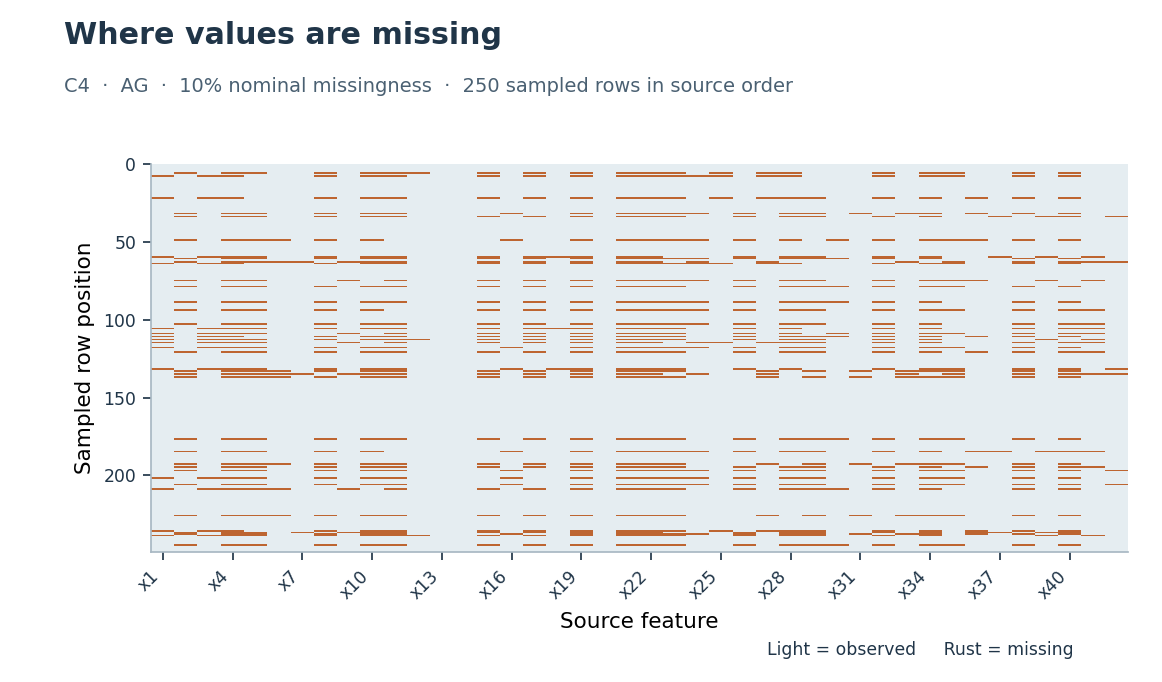 Where values are missing
C4 · AG · 10% nominal missingness · 250 sampled rows in source order
0
50
100
150
200
Sampled row position
x1 x4 x7 x10 x13 x16 x19 x22 x25 x28 x31 x34 x37 x40
Source feature
Light = observed Rust = missing